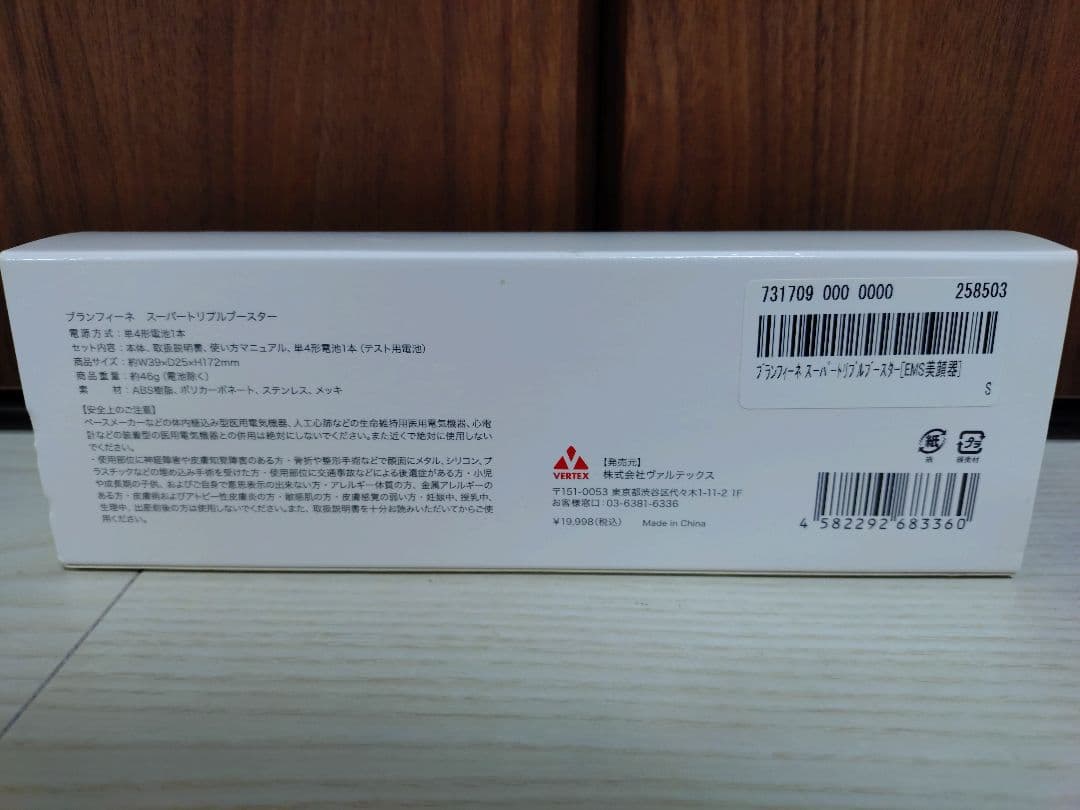 ブランフィーネ　スーパートリプルブースター
電源方式：単4形電池1本
セット内容：本体、取扱説明書、使い方マニュアル、単4形電池1本（テスト用電池）
商品サイズ：約W39×D25×H172mm
商品重量：約46g（電池除く）
素　　材：ABS樹脂、ポリカーボネート、ステンレス、メッキ
【安全上のご注意】
ペースメーカーなどの体内植込み型医用電気機器、人工心肺などの生命維持用医用電気機器、心電
計などの装着型の医用電気機器との併用は絶対にしないでください。また近くで絶対に使用しない
でください。
・使用部位に神経障害や皮膚知覚障害のある方・骨折や整形手術などで顔面にメタル、シリコン、プ
ラスチックなどの埋め込み手術を受けた方・使用部位に交通事故などによる後遺症がある方・小児
や成長期の子供、およびご自身で意思表示の出来ない方・アレルギー体質の方、金属アレルギーの
ある方・皮膚病およびアトピー性皮膚炎の方・敏感肌の方・皮膚感覚の弱い方・妊娠中、授乳中、
生理中、出産前後の方は使用しないでください。また、取扱説明書を十分お読みいただいてからご使
用ください。
VERTEX
【発売元】
株式会社ヴァルテックス
〒151-0053 東京都渋谷区代々木1-11-2 1F
お客様窓口：03-6381-6336
￥19,998（税込）　Made in China
731709 000 0000 258503
ブランフィーネ スーパートリプルブースター[EMS美顔器]
S
紙
プラ
箱
緩衝材
4 582292 683360